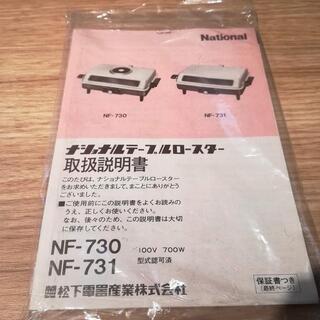 National
NF-730
NF-731
ナショナルテーブルロースター
取扱説明書
このたびは、ナショナルテーブルロースター
をお求めいただきまして、まことにありがとう
ございました。
■ご使用前にこの説明書をよくお読みの
うえ、正しくお使いください。
なお、後々のため、この説明書は大切
に保存してください。
NF-730 100V 700W
NF-731 型式認可済
松下電器産業株式会社
保証書つき
(最終ページ)